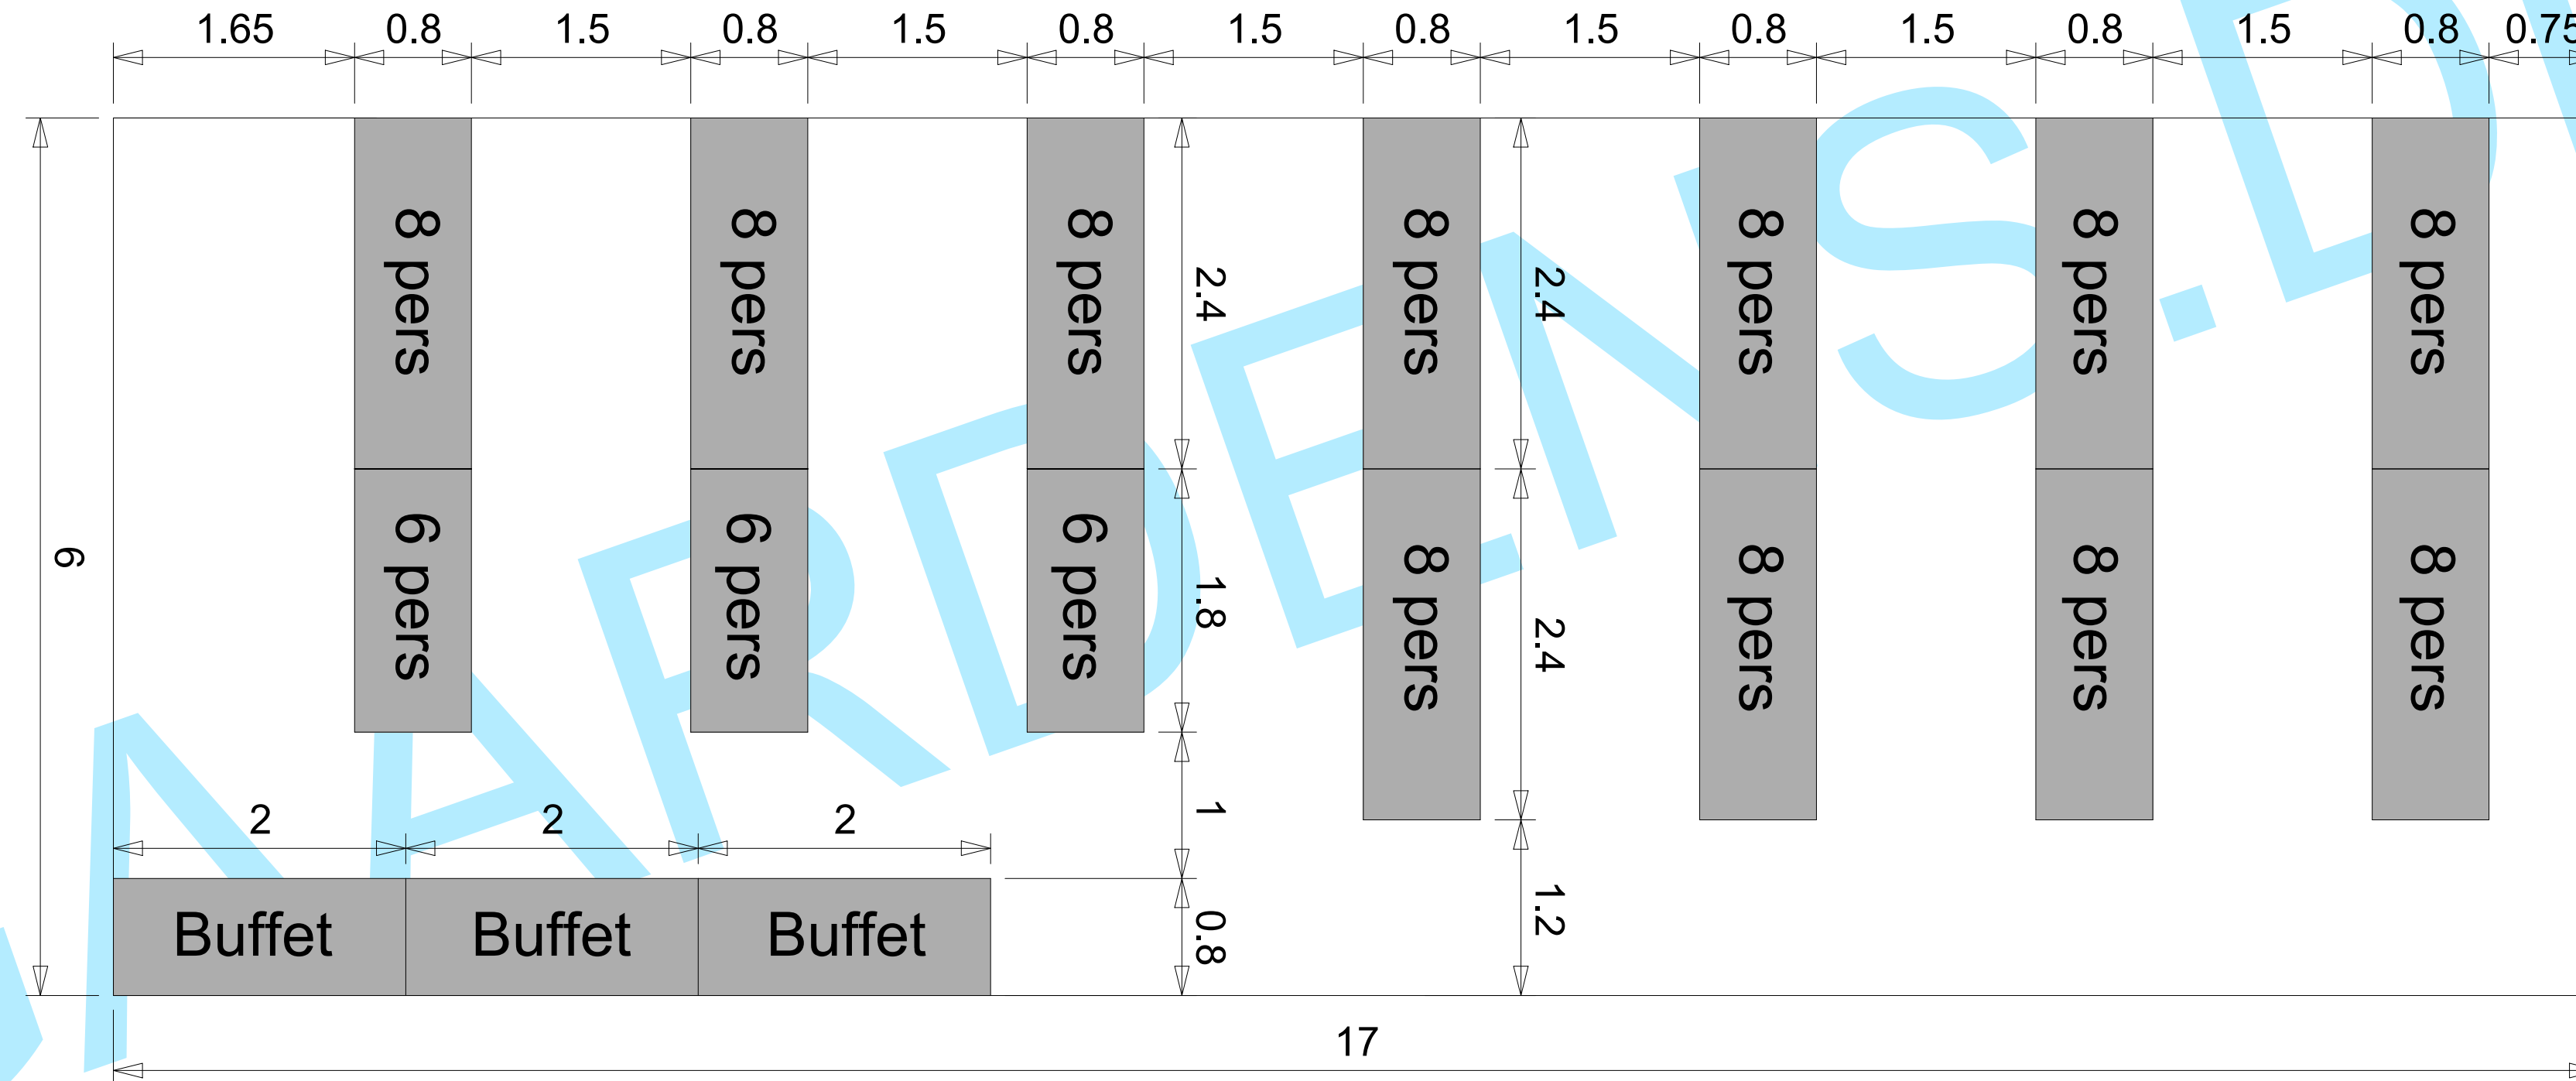 1.65 0.8 1.5 0.8 1.5 0.8 1.5 0.8 1.5 0.8 1.5 0.8 1.5 0.8 0.75
8 pers 8 pers 8 pers 2.4 8 pers 2.4 8 pers 8 pers 8 pers
6
6 pers 6 pers 6 pers 1.8 8 pers 2.4 8 pers 8 pers 8 pers
2 2 2 1
Buffet Buffet Buffet 0.8 1.2
17